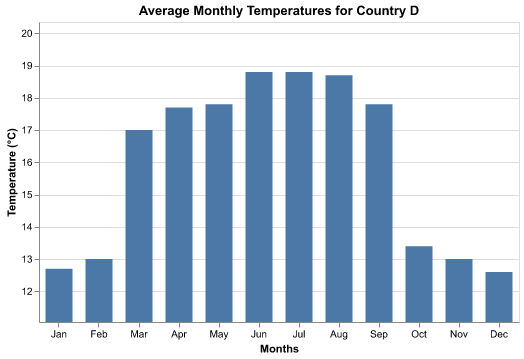 Average Monthly Temperatures for Country D
Temperature (°C)
20
19
18
17
16
15
14
13
12
Jan Feb Mar Apr May Jun Jul Aug Sep Oct Nov Dec
Months